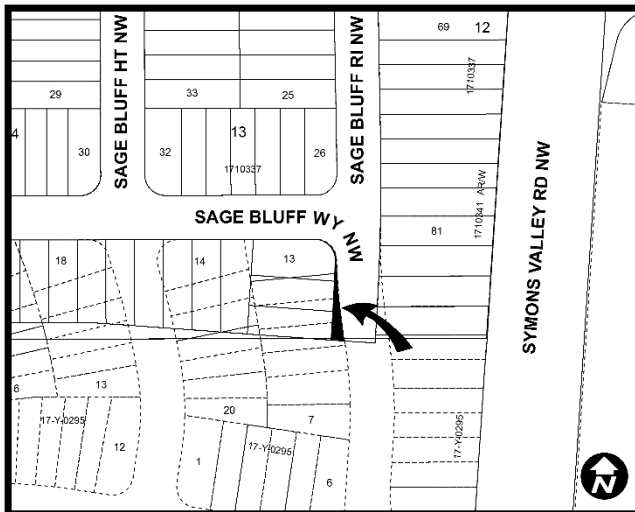 69
12
1710337
29
33
25
SAGE BLUFF HT NW
SAGE BLUFF RI NW
4
30
32
13
1710337
26
1710341 AR/W
SAGE BLUFF WY NW
81
SYMONS VALLEY RD NW
18
14
13
6
13
20
7
17-Y-0295
12
1
17-Y-0295
6
17-Y-0295
N